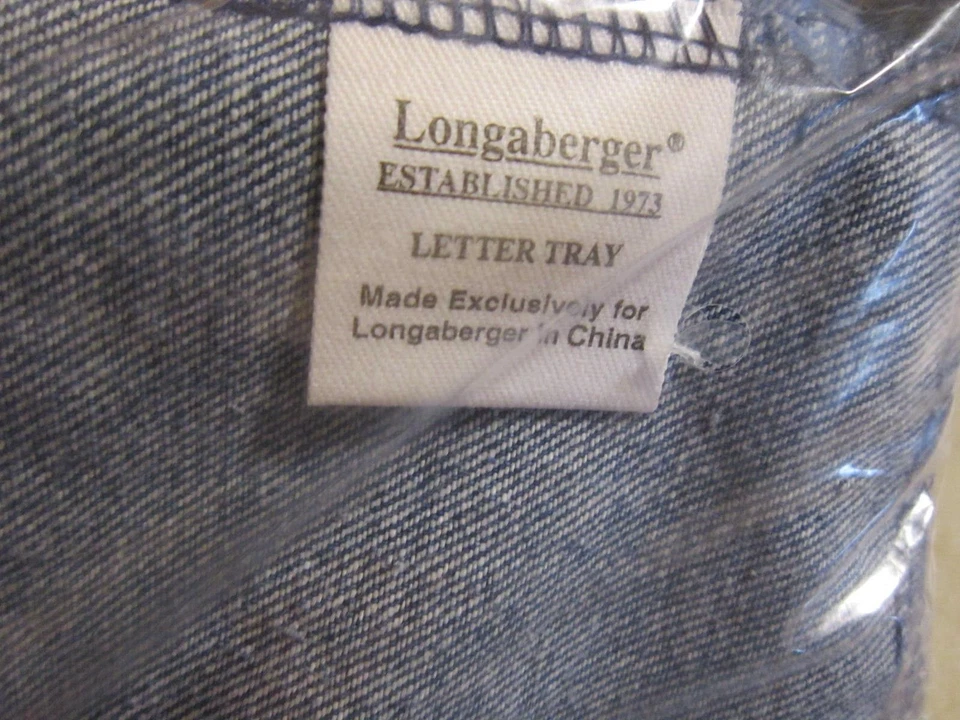 Longaberger®
ESTABLISHED 1973
LETTER TRAY
Made Exclusively for
Longaberger in China